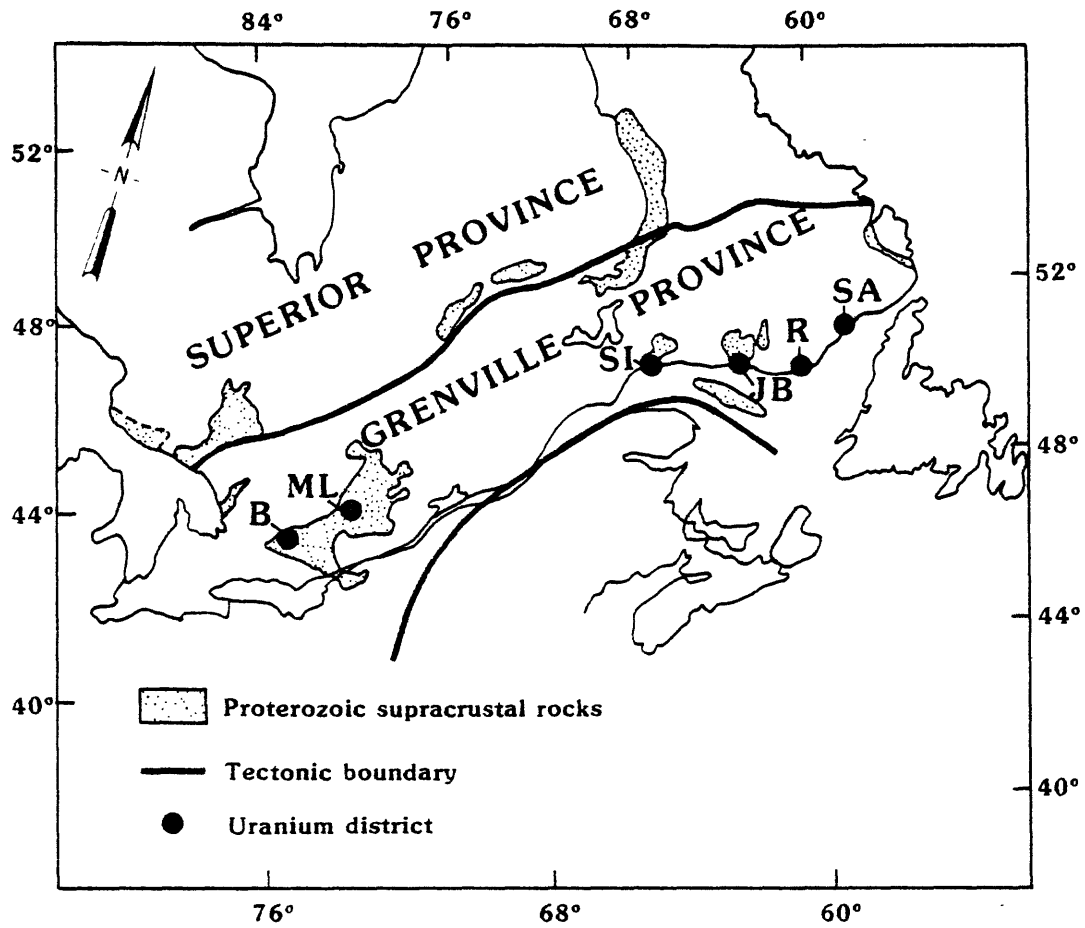 84° 76° 68° 60°
52°
N
SUPERIOR PROVINCE
GRENVILLE PROVINCE
52°
SA
48°
R
SI
JB
48°
ML
B
44°
44°
40°
Proterozoic supracrustal rocks
Tectonic boundary
40°
Uranium district
76° 68° 60°